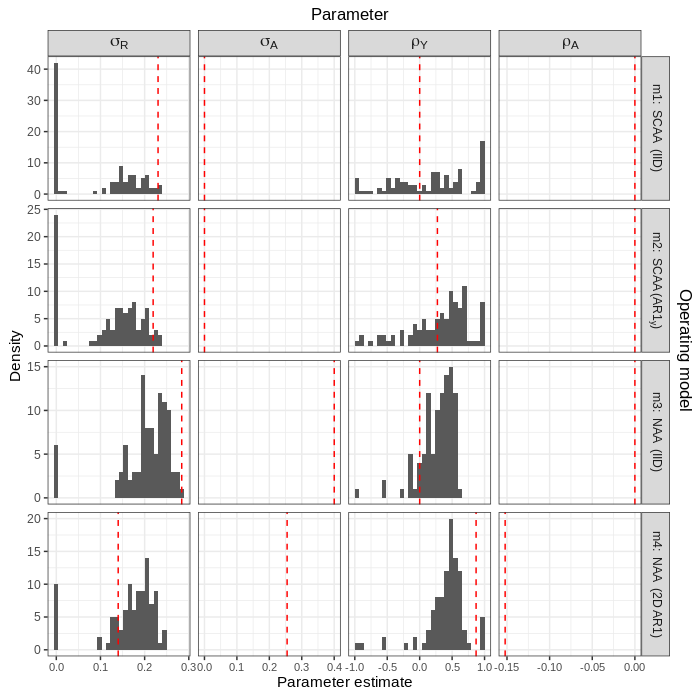 Parameter
σR σA ρY ρA
40
30
20
10
0
m1: SCAA (IID)
25
20
15
10
5
0
m2: SCAA (AR1y)
15
10
5
0
m3: NAA (IID)
20
15
10
5
0
m4: NAA (2D AR1)
Density
Operating model
0.0 0.1 0.2 0.3 0.0 0.1 0.2 0.3 0.4 -1.0 -0.5 0.0 0.5 1.0 -0.15 -0.10 -0.05 0.00
Parameter estimate